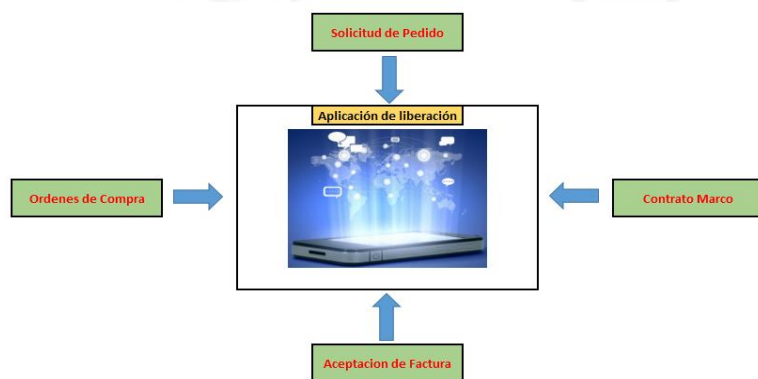 Solicitud de Pedido
Aplicación de liberación
Ordenes de Compra
Contrato Marco
Aceptacion de Factura